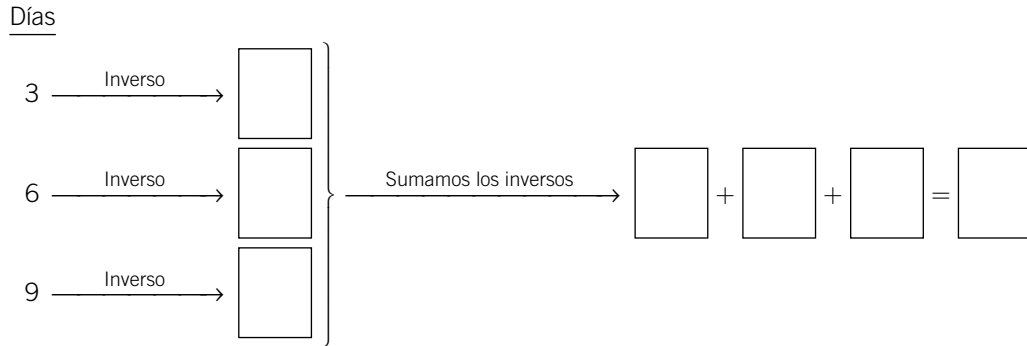 Días
3 Inverso
6 Inverso Sumamos los inversos + + =
9 Inverso